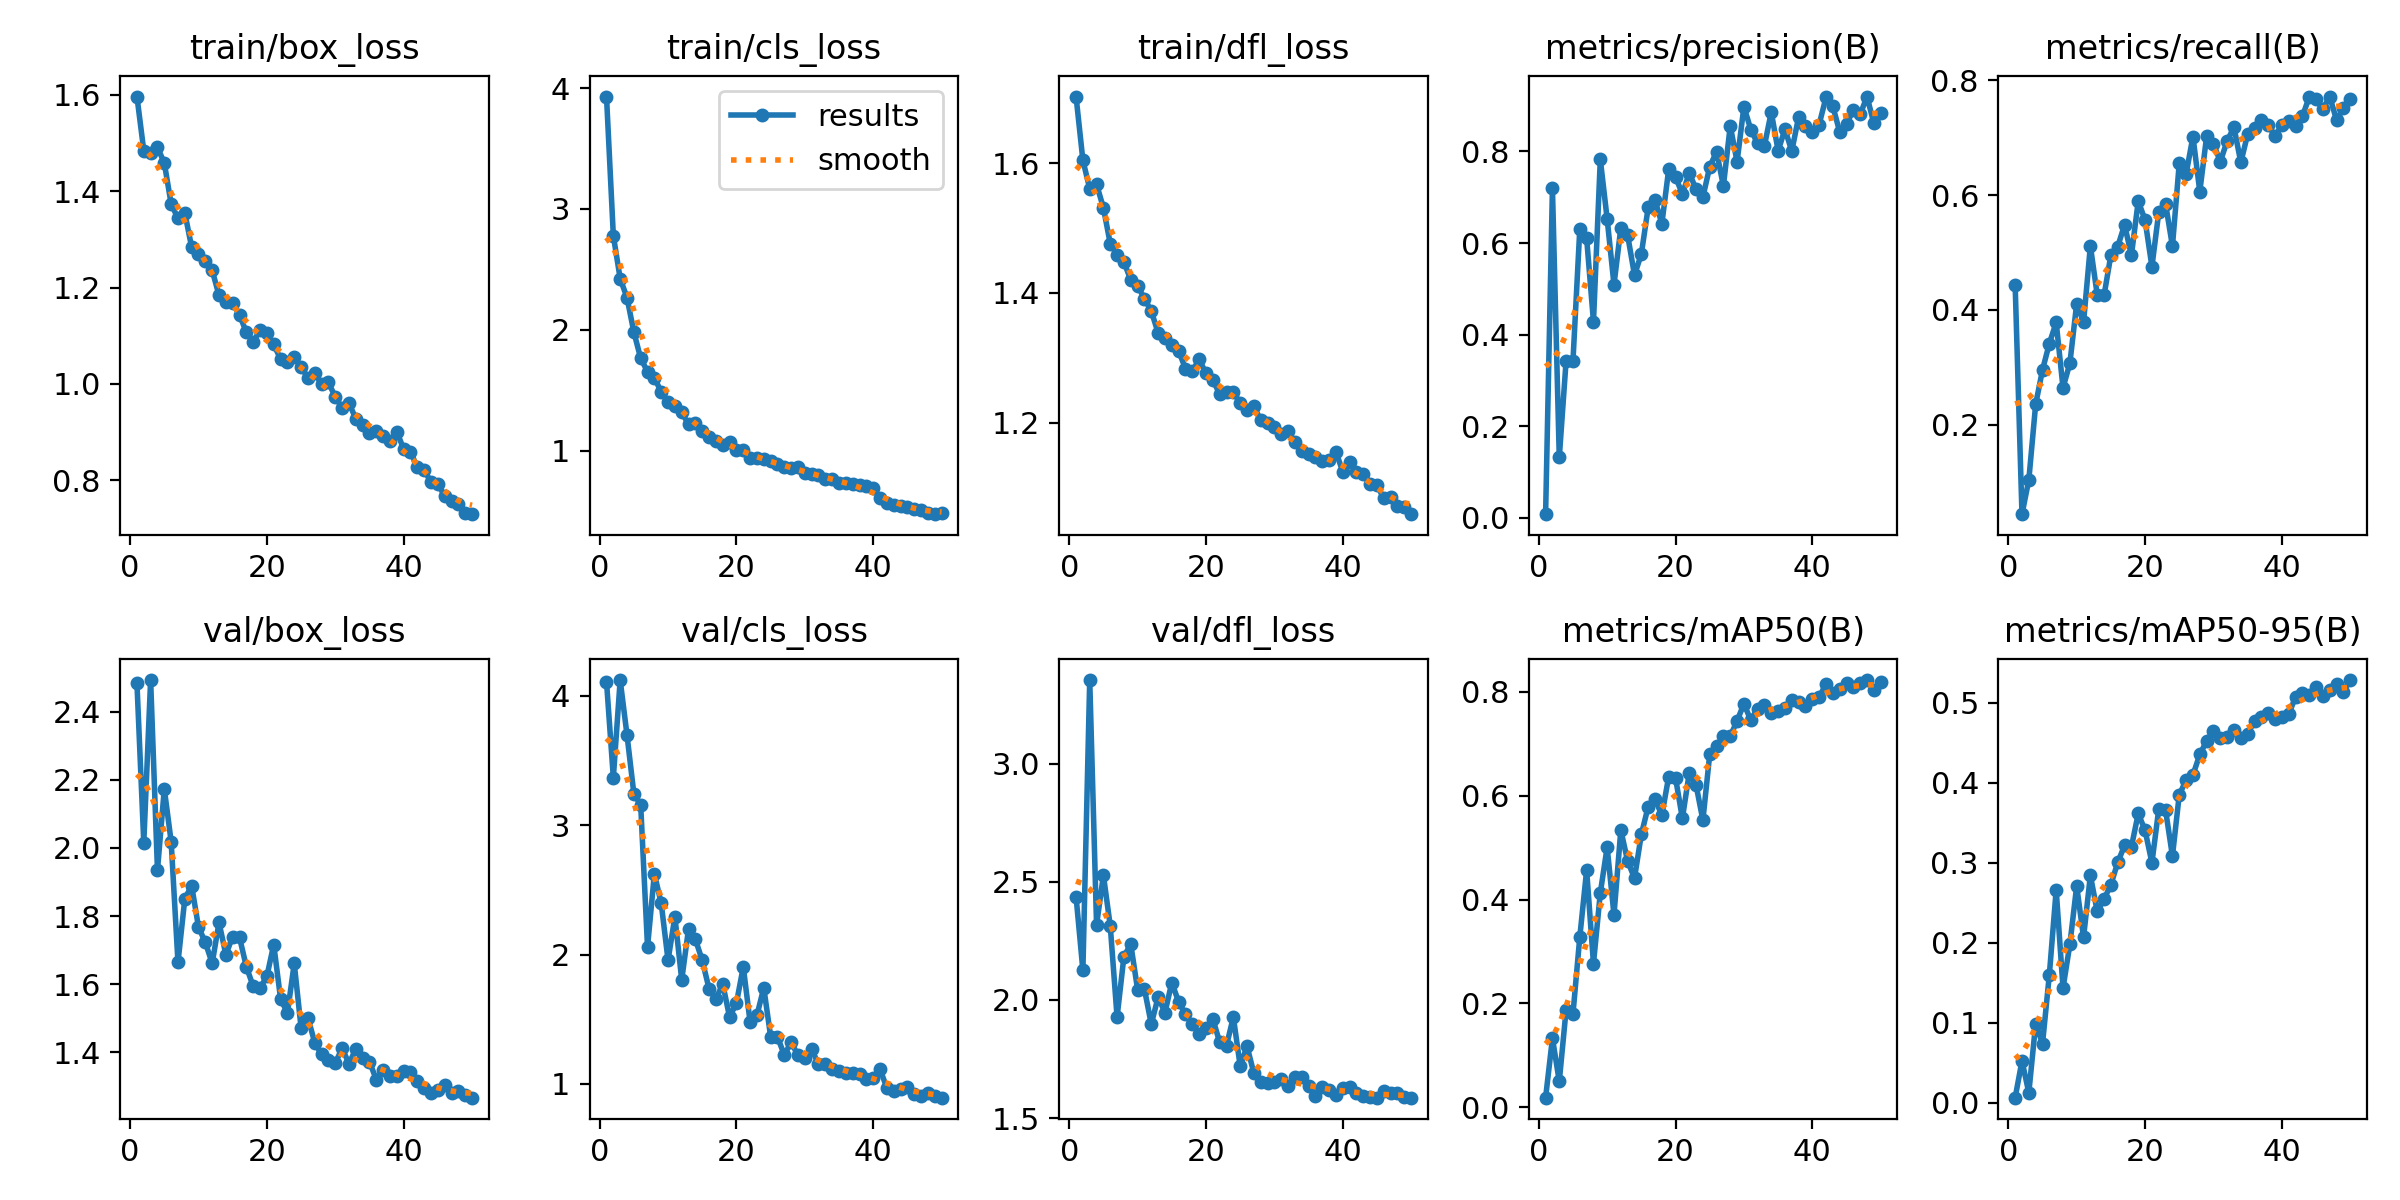 train/box_loss
1.6
1.4
1.2
1.0
0.8
0 20 40
train/cls_loss
results
smooth
4
3
2
1
0 20 40
train/dfl_loss
1.6
1.4
1.2
0 20 40
metrics/precision(B)
0.8
0.6
0.4
0.2
0.0
0 20 40
metrics/recall(B)
0.8
0.6
0.4
0.2
0 20 40
val/box_loss
2.4
2.2
2.0
1.8
1.6
1.4
0 20 40
val/cls_loss
4
3
2
1
0 20 40
val/dfl_loss
3.0
2.5
2.0
1.5
0 20 40
metrics/mAP50(B)
0.8
0.6
0.4
0.2
0.0
0 20 40
metrics/mAP50-95(B)
0.5
0.4
0.3
0.2
0.1
0.0
0 20 40